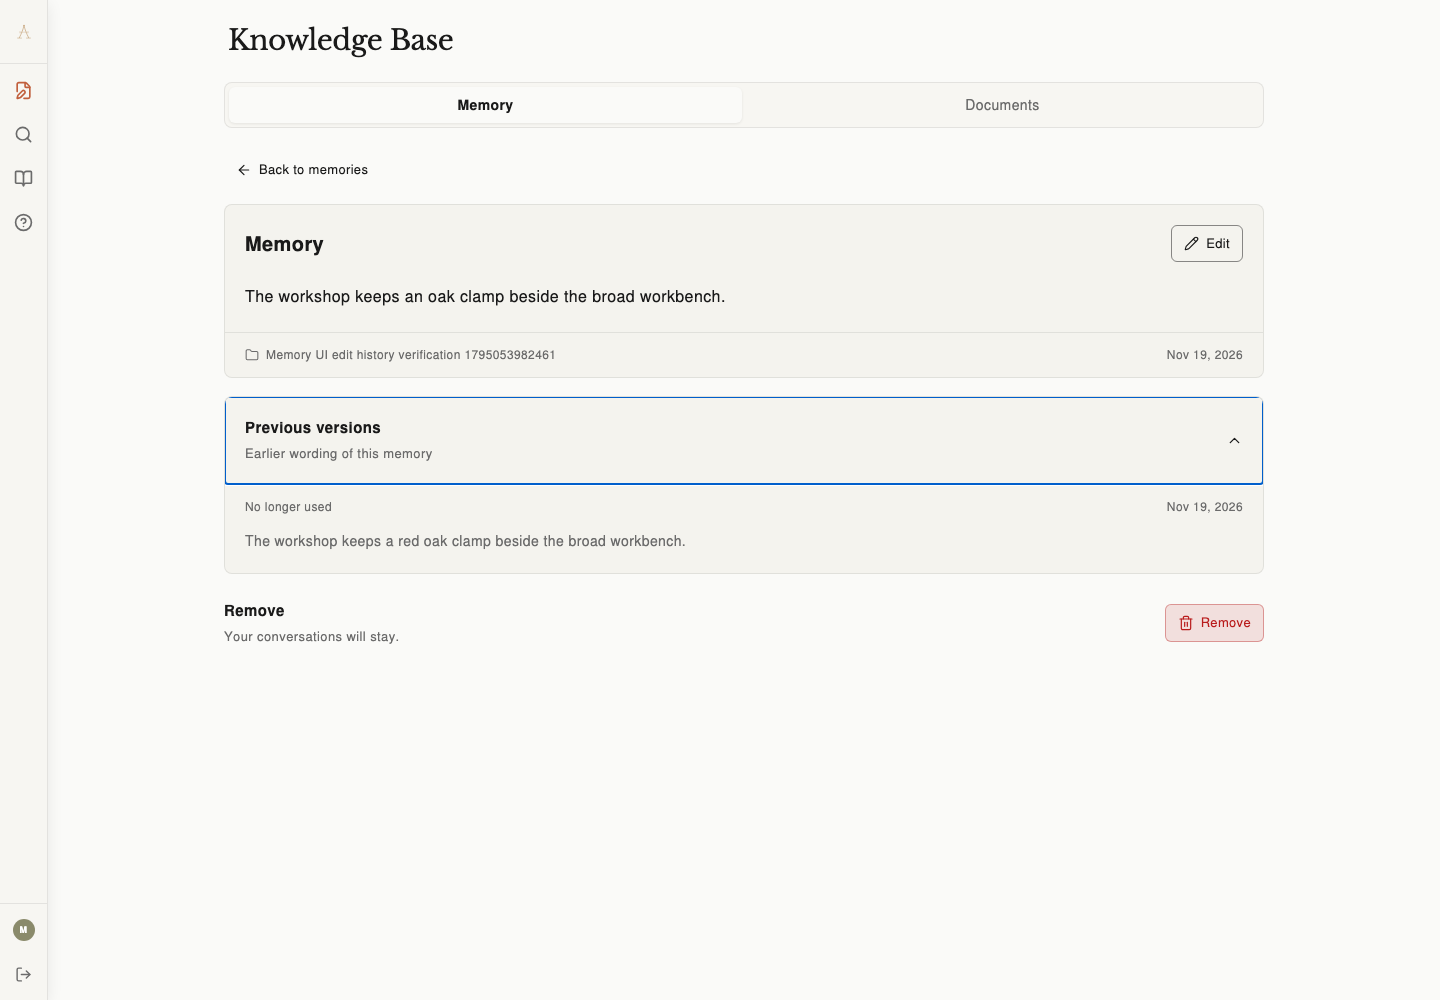 Knowledge Base
Memory
Documents
Back to memories
Memory
Edit
The workshop keeps an oak clamp beside the broad workbench.
Memory UI edit history verification 1795053982461
Nov 19, 2026
Previous versions
Earlier wording of this memory
No longer used
Nov 19, 2026
The workshop keeps a red oak clamp beside the broad workbench.
Remove
Your conversations will stay.
Remove
M